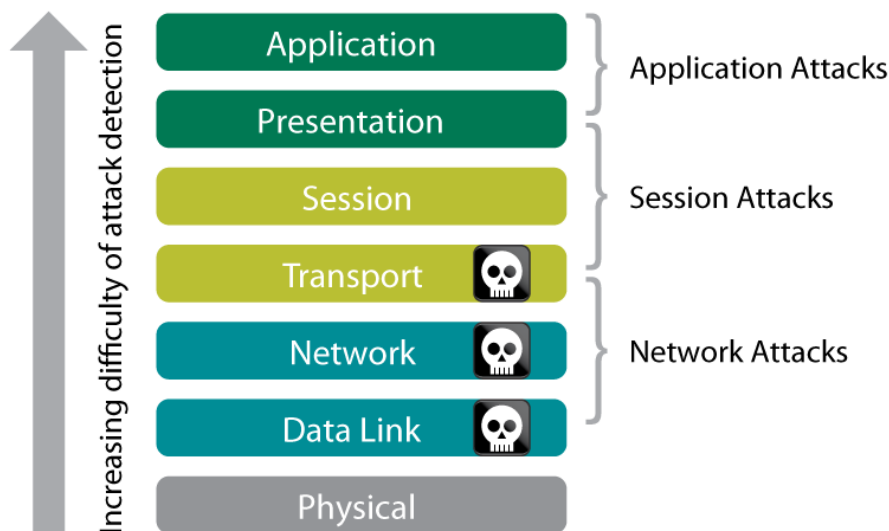 Increasing difficulty of attack detection
Application
Presentation
Session
Transport
Network
Data Link
Physical
Application Attacks
Session Attacks
Network Attacks